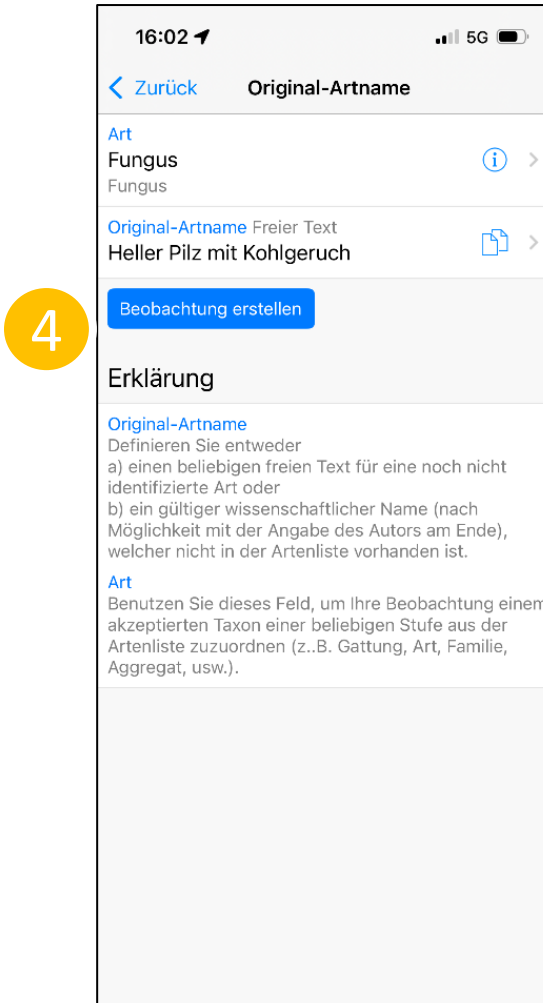 16:02 5G
Zurück Original-Artname
Art
Fungus
Fungus
Original-Artname Freier Text
Heller Pilz mit Kohlgeruch
4
Beobachtung erstellen
Erklärung
Original-Artname
Definieren Sie entweder
a) einen beliebigen freien Text für eine noch nicht
identifizierte Art oder
b) ein gültiger wissenschaftlicher Name (nach
Möglichkeit mit der Angabe des Autors am Ende),
welcher nicht in der Artenliste vorhanden ist.
Art
Benutzen Sie dieses Feld, um Ihre Beobachtung einem
akzeptierten Taxon einer beliebigen Stufe aus der
Artenliste zuzuordnen (z..B. Gattung, Art, Familie,
Aggregat, usw.).